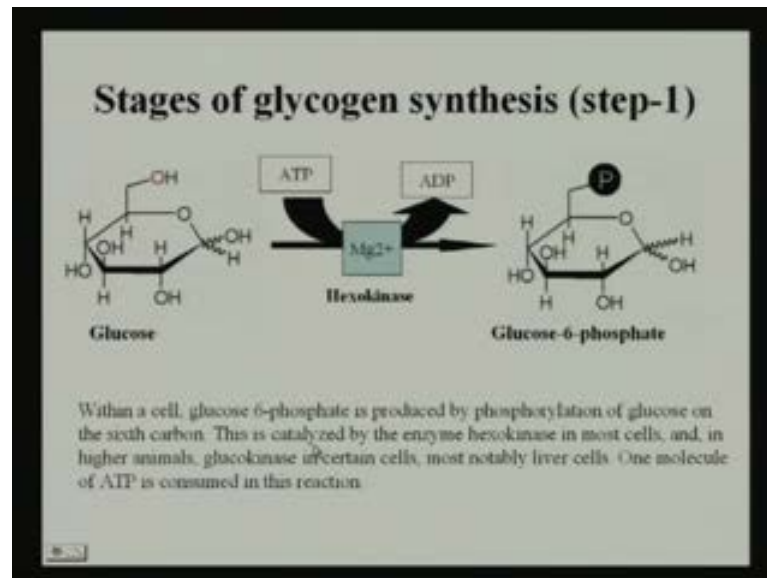 Stages of glycogen synthesis (step-1)
OH
ATP
ADP
P
H
O
H
OH
H
OH
H
HO
H
OH
Mg2+
H
O
H
OH
H
H
OH
HO
H
OH
Hexokinase
Glucose
Glucose-6-phosphate
Within a cell, glucose 6-phosphate is produced by phosphorylation of glucose on
the sixth carbon. This is catalyzed by the enzyme hexokinase in most cells, and, in
higher animals, glucokinase in certain cells, most notably liver cells. One molecule
of ATP is consumed in this reaction